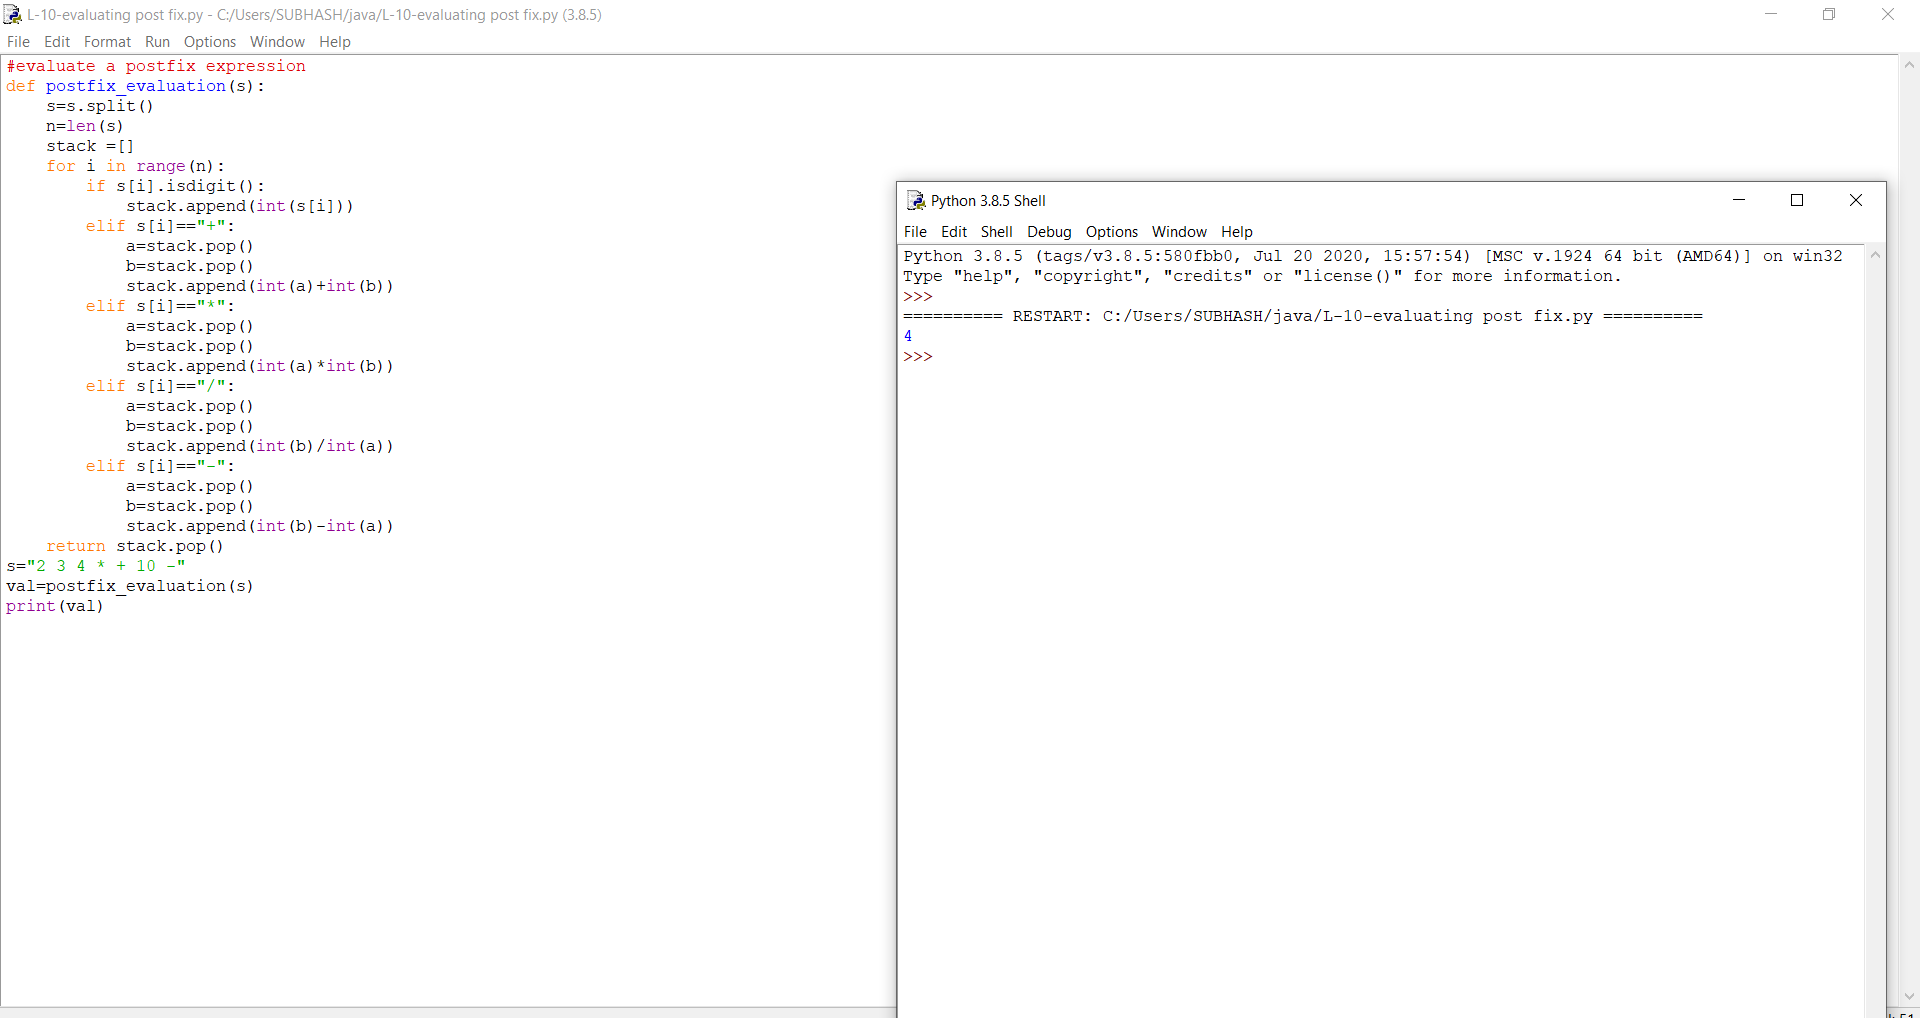 L-10-evaluating post fix.py - C:/Users/SUBHASH/java/L-10-evaluating post fix.py (3.8.5)
File Edit Format Run Options Window Help
#evaluate a postfix expression
def postfix_evaluation(s):
    s=s.split()
    n=len(s)
    stack =[]
    for i in range(n):
        if s[i].isdigit():
            stack.append(int(s[i]))
        elif s[i]=="+":
            a=stack.pop()
            b=stack.pop()
            stack.append(int(a)+int(b))
        elif s[i]=="*":
            a=stack.pop()
            b=stack.pop()
            stack.append(int(a)*int(b))
        elif s[i]=="/":
            a=stack.pop()
            b=stack.pop()
            stack.append(int(b)/int(a))
        elif s[i]=="-":
            a=stack.pop()
            b=stack.pop()
            stack.append(int(b)-int(a))
    return stack.pop()
s="2 3 4 * + 10 -"
val=postfix_evaluation(s)
print(val)
Python 3.8.5 Shell
File Edit Shell Debug Options Window Help
Python 3.8.5 (tags/v3.8.5:580fbb0, Jul 20 2020, 15:57:54) [MSC v.1924 64 bit (AMD64)] on win32
Type "help", "copyright", "credits" or "license()" for more information.
>>>
========== RESTART: C:/Users/SUBHASH/java/L-10-evaluating post fix.py ==========
4
>>>